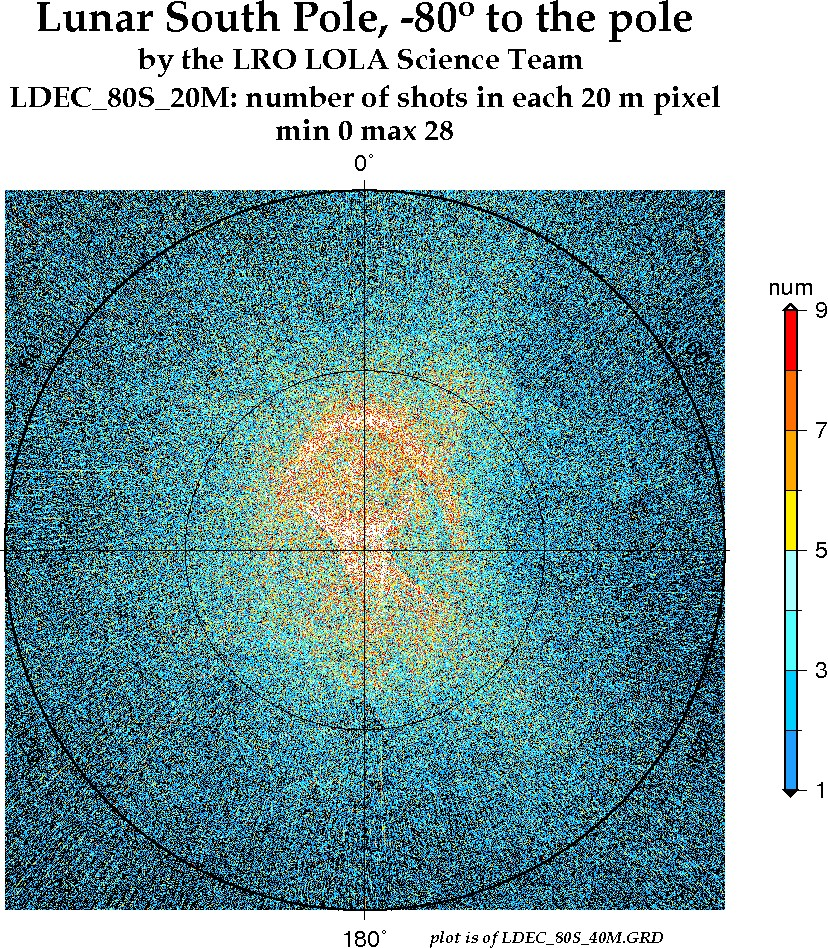 Lunar South Pole, -80º to the pole
by the LRO LOLA Science Team
LDEC_80S_20M: number of shots in each 20 m pixel
min 0 max 28
0°
num
9
7
5
3
1
180°
plot is of LDEC_80S_40M.GRD